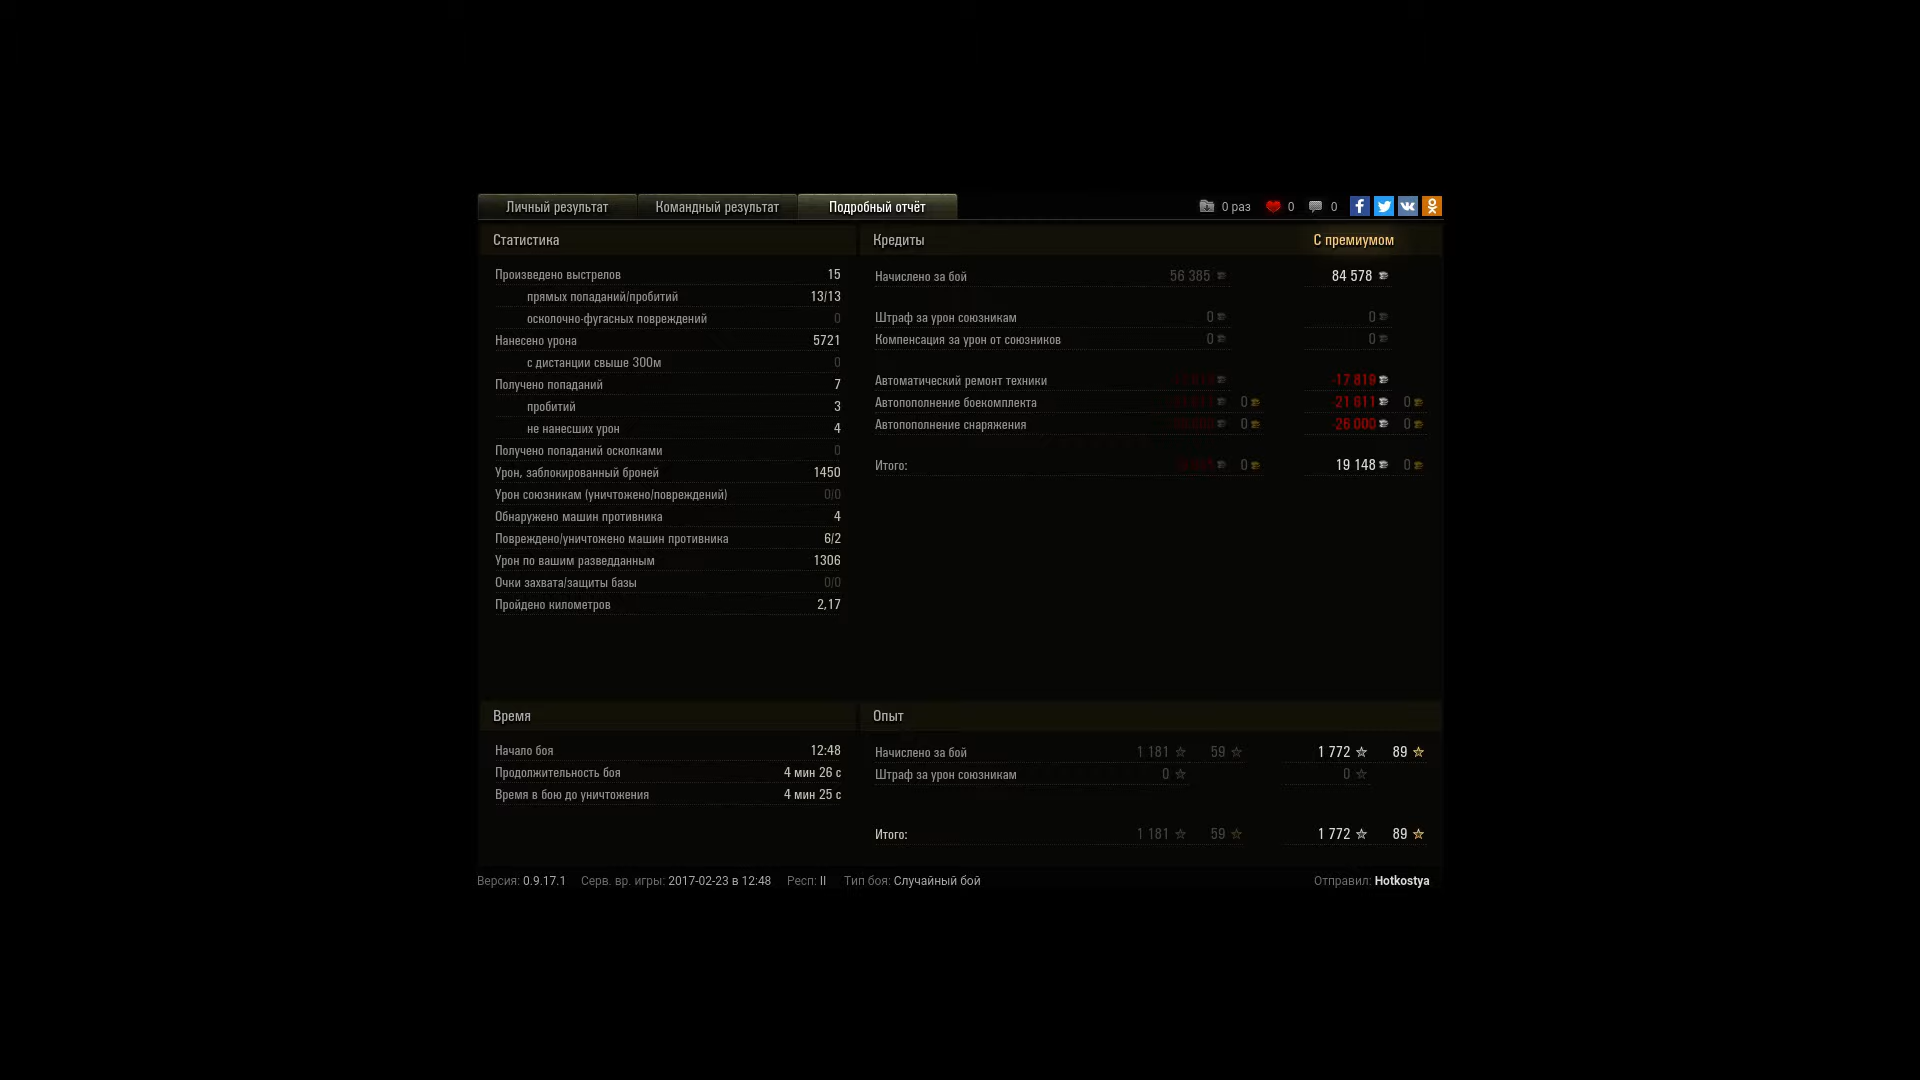 Личный результат Командный результат Подробный отчёт 0 раз 0 0
Статистика
Произведено выстрелов 15
прямых попаданий/пробитий 13/13
осколочно-фугасных повреждений 0
Нанесено урона 5721
с дистанции свыше 300м 0
Получено попаданий 7
пробитий 3
не нанесших урон 4
Получено попаданий осколками 0
Урон, заблокированный броней 1450
Урон союзникам (уничтожено/повреждений) 0/0
Обнаружено машин противника 4
Повреждено/уничтожено машин противника 6/2
Урон по вашим разведданным 1306
Очки захвата/защиты базы 0/0
Пройдено километров 2,17
Кредиты С премиумом
Начислено за бой 56 385 84 578
Штраф за урон союзникам 0 0
Компенсация за урон от союзников 0 0
Автоматический ремонт техники -17 819
Автопополнение боекомплекта 0 -21 611 0
Автопополнение снаряжения 0 -26 000 0
Итого: 0 19 148 0
Время
Начало боя 12:48
Продолжительность боя 4 мин 26 с
Время в бою до уничтожения 4 мин 25 с
Опыт
Начислено за бой 1 181 59 1 772 89
Штраф за урон союзникам 0 0
Итого: 1 181 59 1 772 89
Версия: 0.9.17.1 Серв. вр. игры: 2017-02-23 в 12:48 Респ: II Тип боя: Случайный бой Отправил: Hotkostya